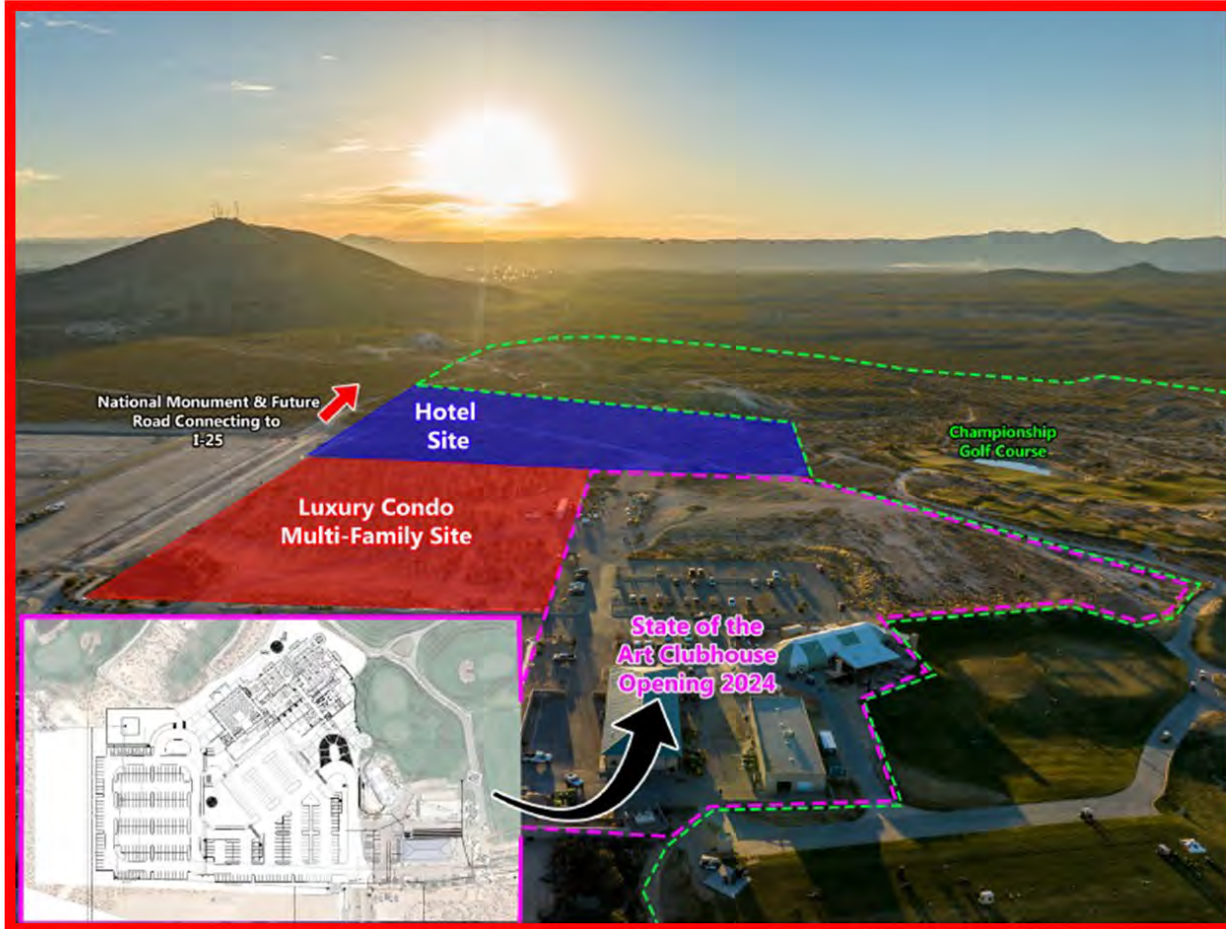 National Monument & Future
Road Connecting to
I-25
Hotel
Site
Championship
Golf Course
Luxury Condo
Multi-Family Site
State of the
Art Clubhouse
Opening 2024